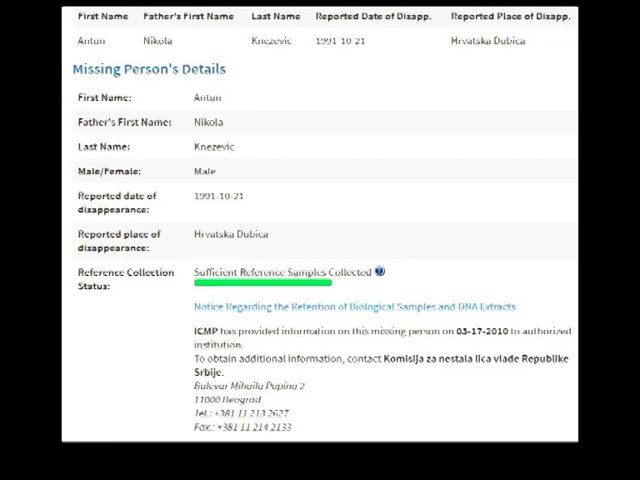 First Name Father's First Name Last Name Reported Date of Disapp. Reported Place of Disapp.
Antun Nikola Knezevic 1991-10-21 Hrvatska Dubica
Missing Person's Details
First Name: Antun
Father's First Name: Nikola
Last Name: Knezevic
Male/Female: Male
Reported date of disappearance: 1991-10-21
Reported place of disappearance: Hrvatska Dubica
Reference Collection Status: Sufficient Reference Samples Collected
Notice Regarding the Retention of Biological Samples and DNA Extracts
ICMP has provided information on this missing person on 03-17-2010 to authorized
institution.
To obtain additional information, contact Komisija za nestala lica vlade Republike
Srbije.
Bulevar Mihaila Pupina 2
11000 Beograd
Tel.: +381 11 213 2627
Fax.: +381 11 214 2133